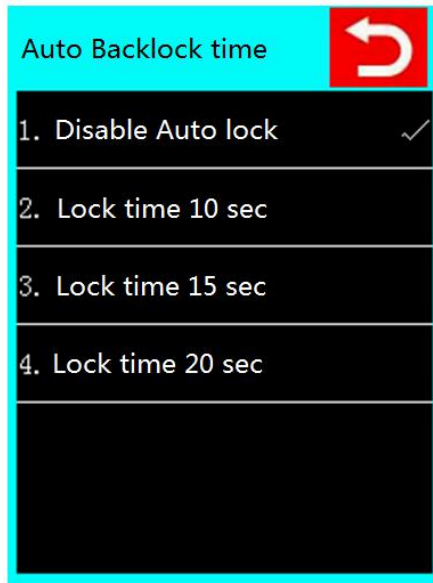 Auto Backlock time
1. Disable Auto lock
2. Lock time 10 sec
3. Lock time 15 sec
4. Lock time 20 sec